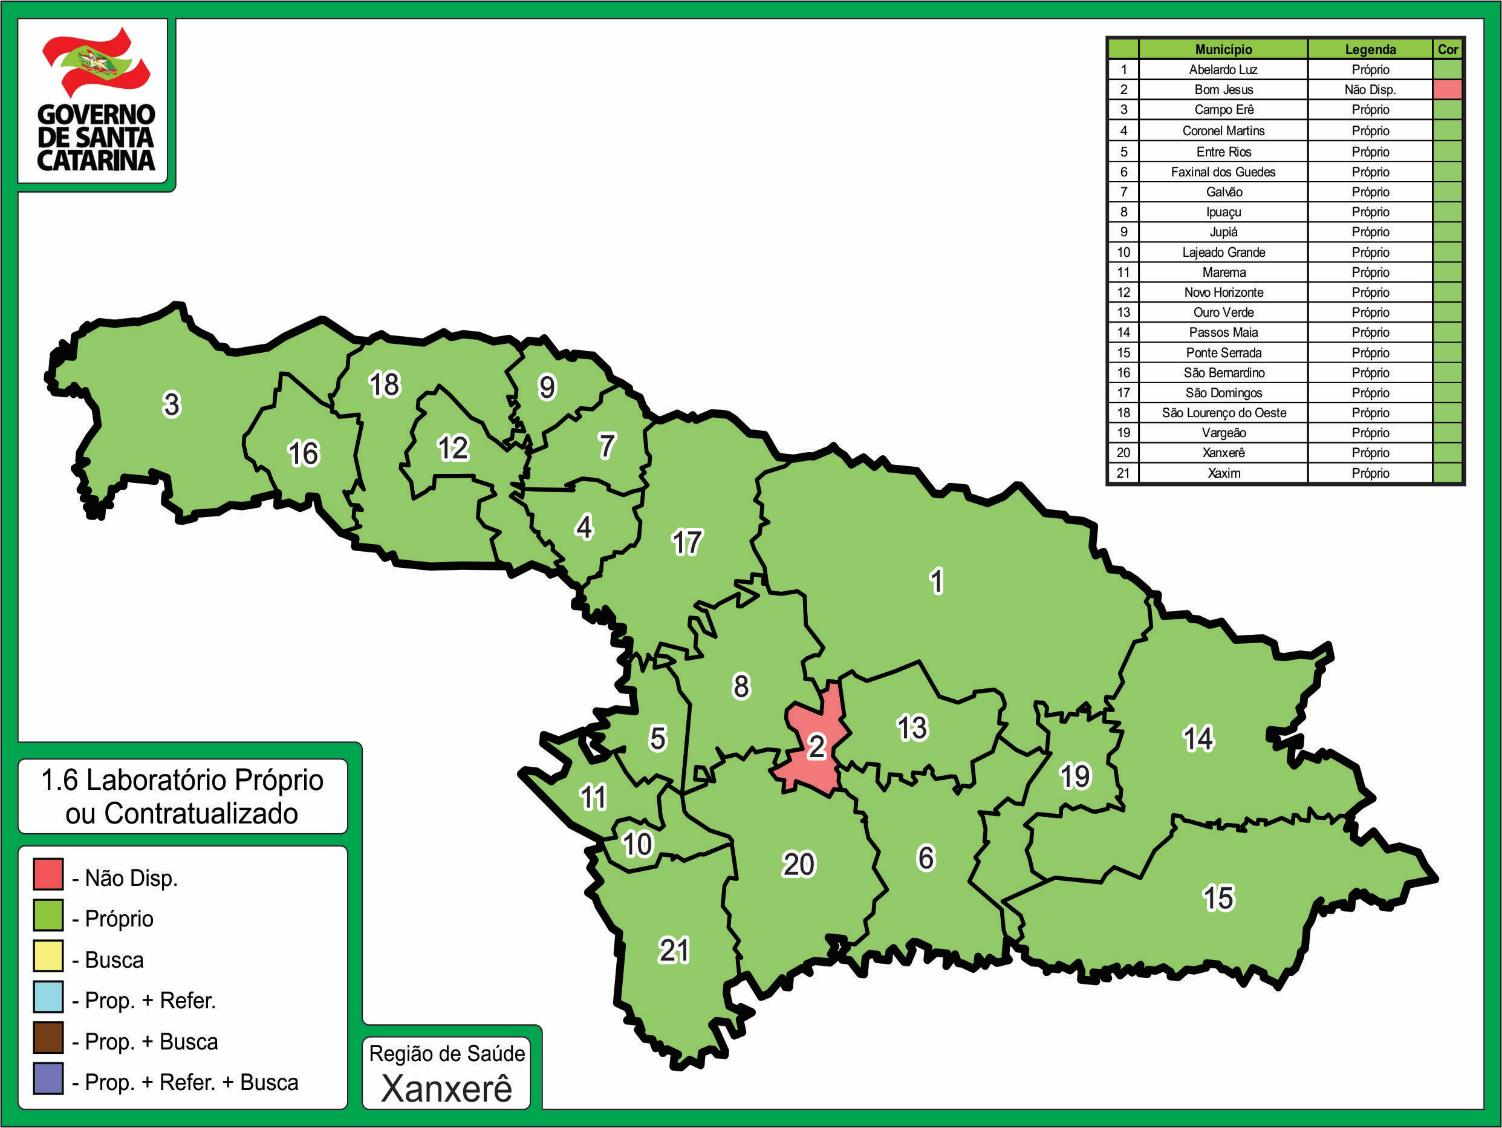 GOVERNO
DE SANTA
CATARINA
Município Legenda Cor
1 Abelardo Luz Próprio
2 Bom Jesus Não Disp.
3 Campo Erê Próprio
4 Coronel Martins Próprio
5 Entre Rios Próprio
6 Faxinal dos Guedes Próprio
7 Galvão Próprio
8 Ipuaçu Próprio
9 Jupiá Próprio
10 Lajeado Grande Próprio
11 Marema Próprio
12 Novo Horizonte Próprio
13 Ouro Verde Próprio
14 Passos Maia Próprio
15 Ponte Serrada Próprio
16 São Bernardino Próprio
17 São Domingos Próprio
18 São Lourenço do Oeste Próprio
19 Vargeão Próprio
20 Xanxerê Próprio
21 Xaxim Próprio
3
18
9
16
12
7
4
17
1
8
5
2
13
14
19
11
10
20
6
15
21
1.6 Laboratório Próprio
ou Contratualizado
- Não Disp.
- Próprio
- Busca
- Prop. + Refer.
- Prop. + Busca
- Prop. + Refer. + Busca
Região de Saúde
Xanxerê